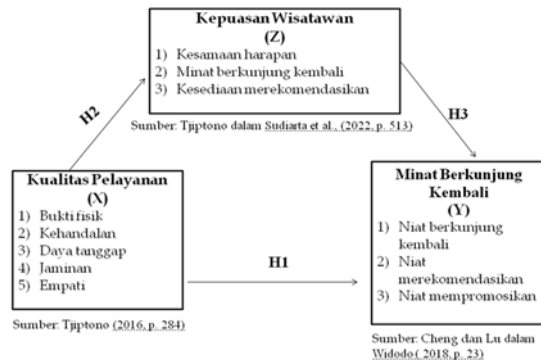 Kepuasan Wisatawan
(Z)
1) Kesamaan harapan
2) Minat berkunjung kembali
3) Kesediaan merekomendasikan
Sumber: Tjiptono dalam Sudiarta et al., (2022, p. 513)
H2
H3
Kualitas Pelayanan
(X)
1) Bukti fisik
2) Kehandalan
3) Daya tanggap
4) Jaminan
5) Empati
Sumber: Tjiptono (2016, p. 284)
H1
Minat Berkunjung
Kembali
(Y)
1) Niat berkunjung
kembali
2) Niat
merekomendasikan
3) Niat mempromosikan
Sumber: Cheng dan Lu dalam
Widodo ( 2018, p. 23)